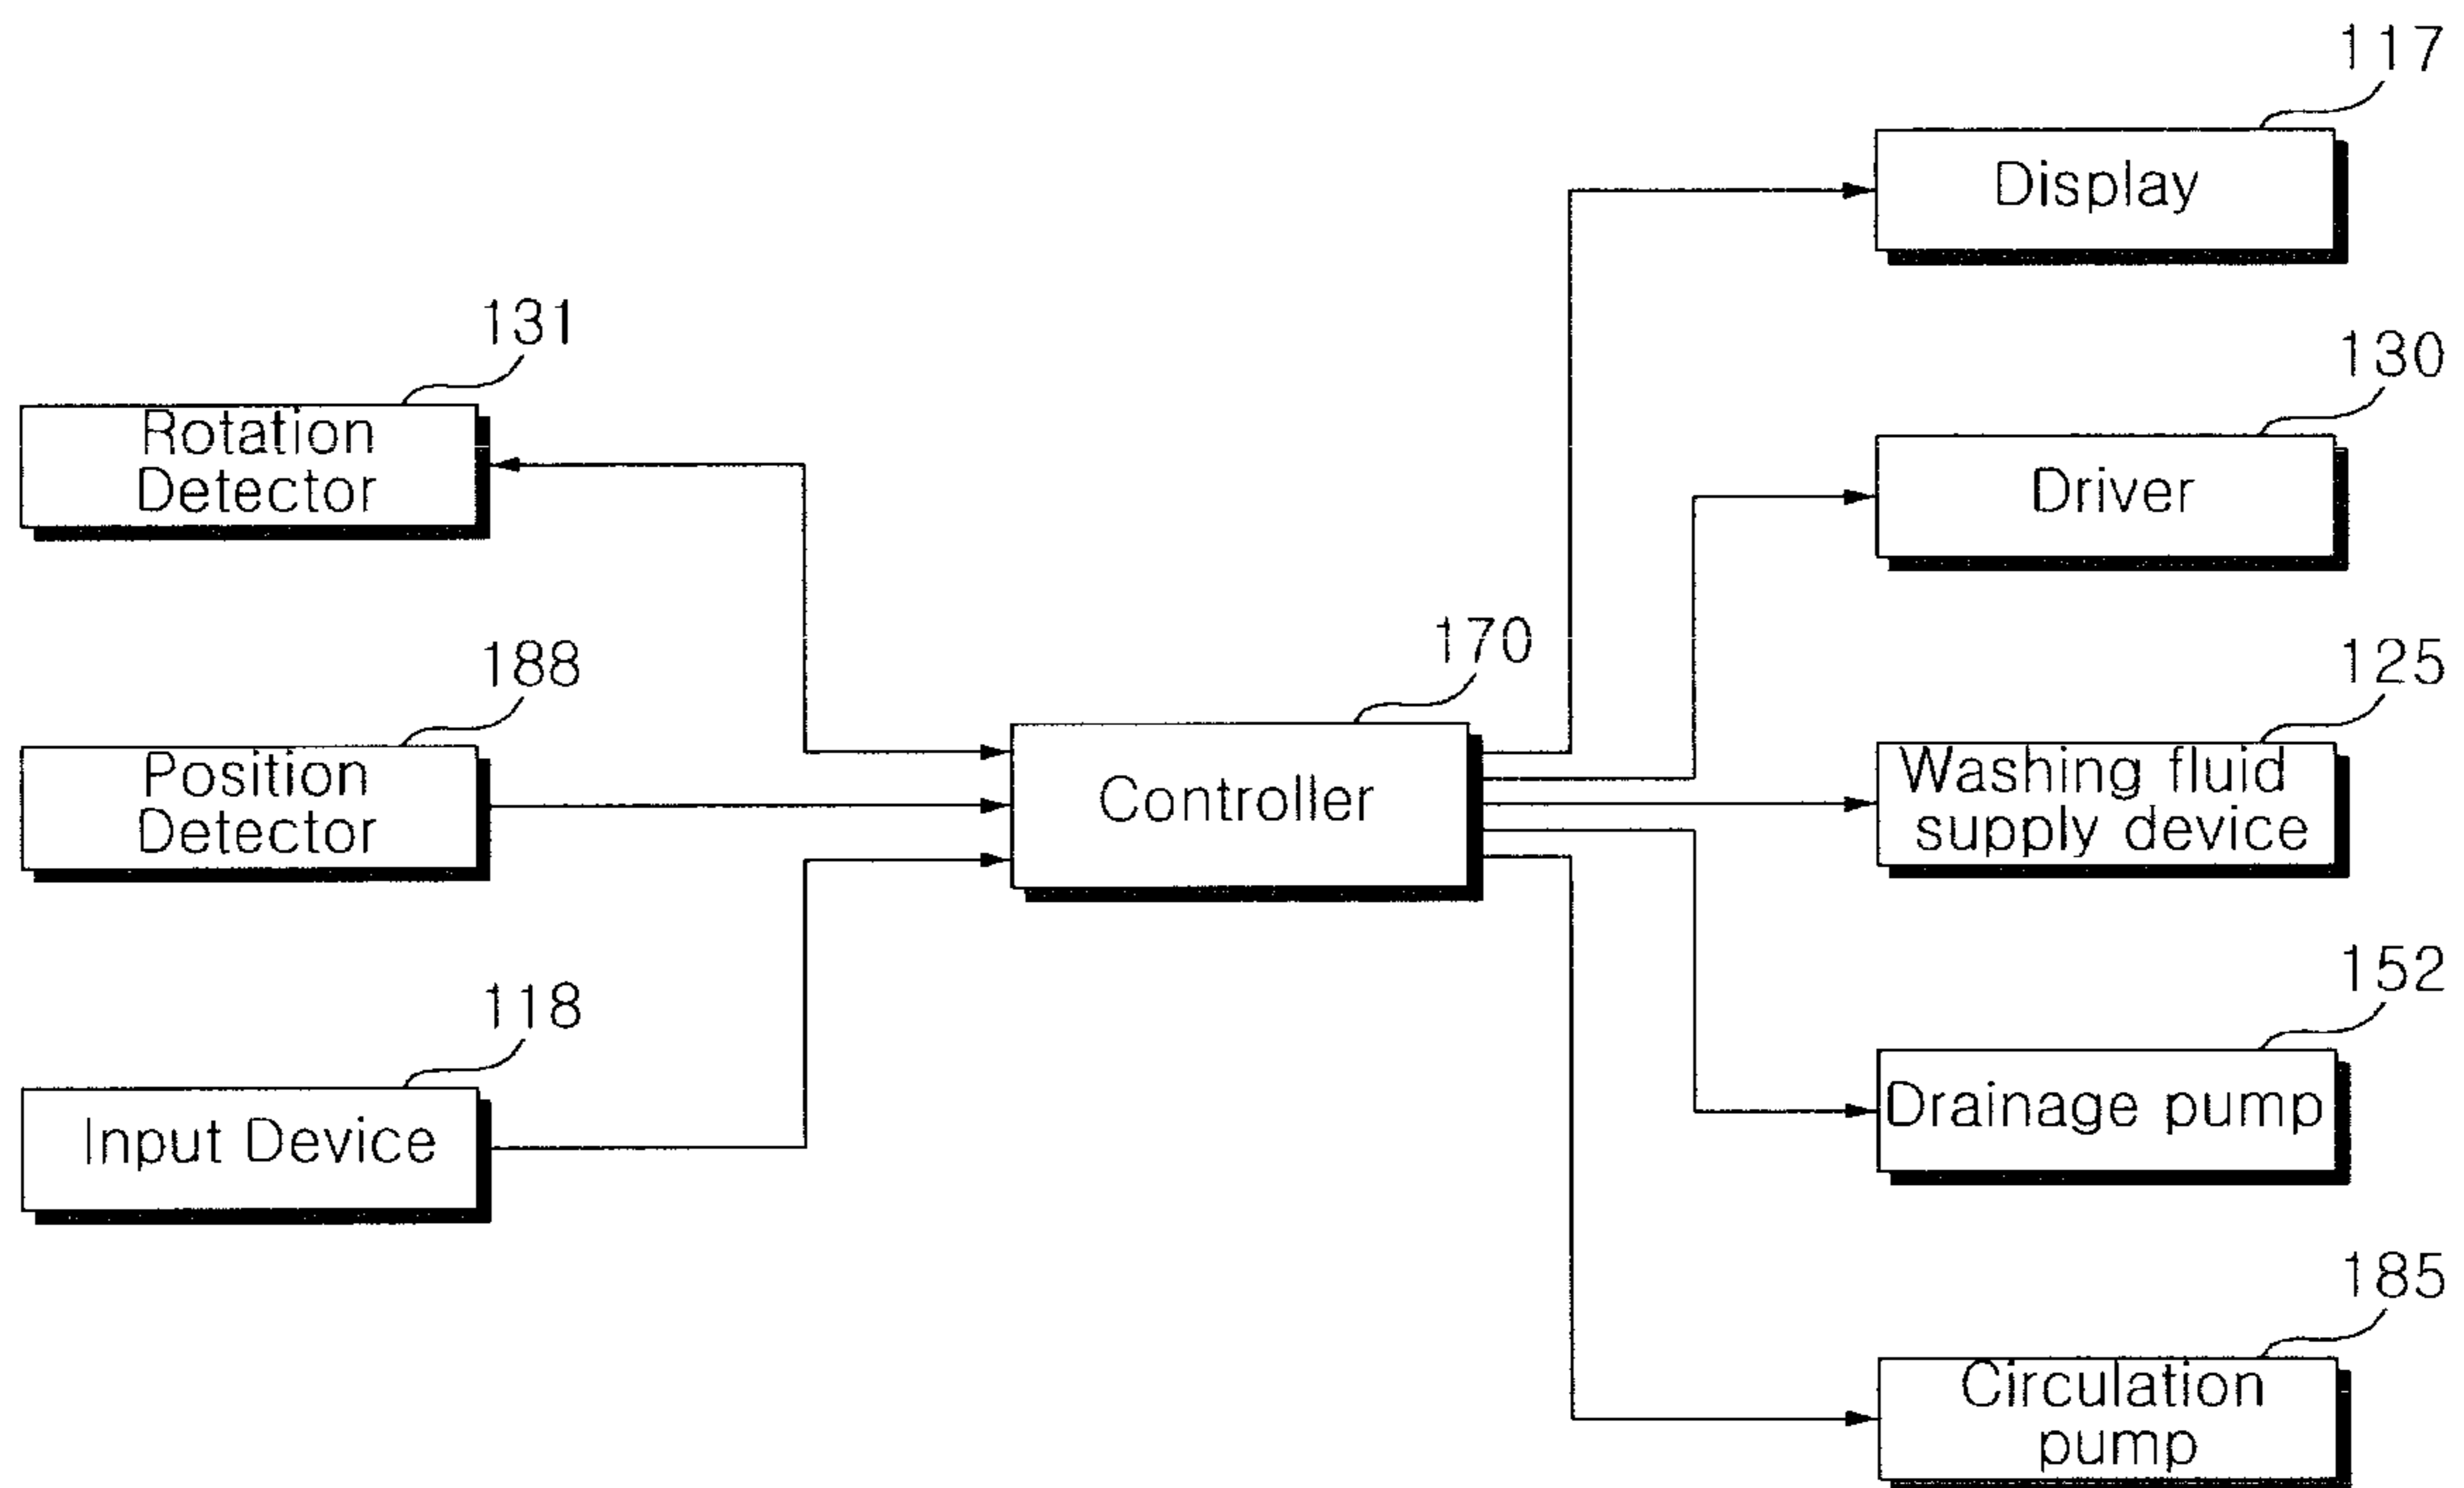 117
Display
131
Rotation
Detector
130
Driver
188
Position
Detector
170
Controller
125
Washing fluid
supply device
118
Input Device
152
Drainage pump
185
Circulation
pump